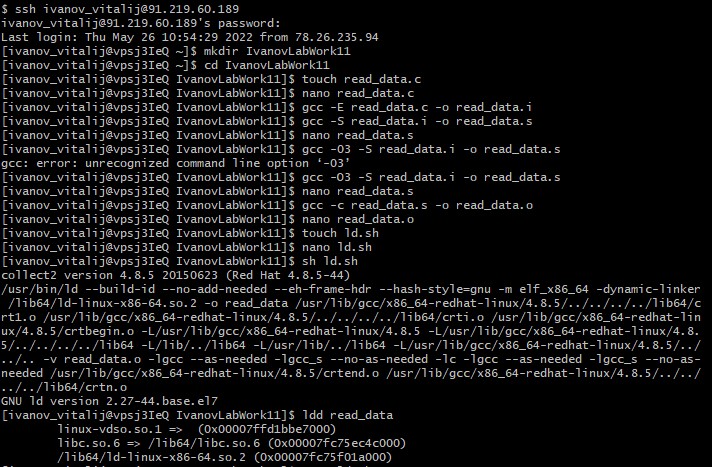 $ ssh ivanov_vitalij@91.219.60.189
ivanov_vitalij@91.219.60.189's password:
Last login: Thu May 26 10:54:29 2022 from 78.26.235.94
[ivanov_vitalij@vpsj3IeQ ~]$ mkdir IvanovLabWork11
[ivanov_vitalij@vpsj3IeQ ~]$ cd IvanovLabWork11
[ivanov_vitalij@vpsj3IeQ IvanovLabWork11]$ touch read_data.c
[ivanov_vitalij@vpsj3IeQ IvanovLabWork11]$ nano read_data.c
[ivanov_vitalij@vpsj3IeQ IvanovLabWork11]$ gcc -E read_data.c -o read_data.i
[ivanov_vitalij@vpsj3IeQ IvanovLabWork11]$ gcc -S read_data.i -o read_data.s
[ivanov_vitalij@vpsj3IeQ IvanovLabWork11]$ nano read_data.s
[ivanov_vitalij@vpsj3IeQ IvanovLabWork11]$ gcc -03 -S read_data.i -o read_data.s
gcc: error: unrecognized command line option ‘-03’
[ivanov_vitalij@vpsj3IeQ IvanovLabWork11]$ gcc -O3 -S read_data.i -o read_data.s
[ivanov_vitalij@vpsj3IeQ IvanovLabWork11]$ nano read_data.s
[ivanov_vitalij@vpsj3IeQ IvanovLabWork11]$ gcc -c read_data.s -o read_data.o
[ivanov_vitalij@vpsj3IeQ IvanovLabWork11]$ nano read_data.o
[ivanov_vitalij@vpsj3IeQ IvanovLabWork11]$ touch ld.sh
[ivanov_vitalij@vpsj3IeQ IvanovLabWork11]$ nano ld.sh
[ivanov_vitalij@vpsj3IeQ IvanovLabWork11]$ sh ld.sh
collect2 version 4.8.5 20150623 (Red Hat 4.8.5-44)
/usr/bin/ld --build-id --no-add-needed --eh-frame-hdr --hash-style=gnu -m elf_x86_64 -dynamic-linker
/lib64/ld-linux-x86-64.so.2 -o read_data /usr/lib/gcc/x86_64-redhat-linux/4.8.5/../../../../lib64/c
rt1.o /usr/lib/gcc/x86_64-redhat-linux/4.8.5/../../../../lib64/crti.o /usr/lib/gcc/x86_64-redhat-lin
ux/4.8.5/crtbegin.o -L/usr/lib/gcc/x86_64-redhat-linux/4.8.5 -L/usr/lib/gcc/x86_64-redhat-linux/4.8.
5/../../../../lib64 -L/lib/../lib64 -L/usr/lib/../lib64 -L/usr/lib/gcc/x86_64-redhat-linux/4.8.5/../
../.. -v read_data.o -lgcc --as-needed -lgcc_s --no-as-needed -lc -lgcc --as-needed -lgcc_s --no-as-
needed /usr/lib/gcc/x86_64-redhat-linux/4.8.5/crtend.o /usr/lib/gcc/x86_64-redhat-linux/4.8.5/../../
../../lib64/crtn.o
GNU ld version 2.27-44.base.el7
[ivanov_vitalij@vpsj3IeQ IvanovLabWork11]$ ldd read_data
linux-vdso.so.1 =>  (0x00007ffd1bbe7000)
libc.so.6 => /lib64/libc.so.6 (0x00007fc75ec4c000)
/lib64/ld-linux-x86-64.so.2 (0x00007fc75f01a000)